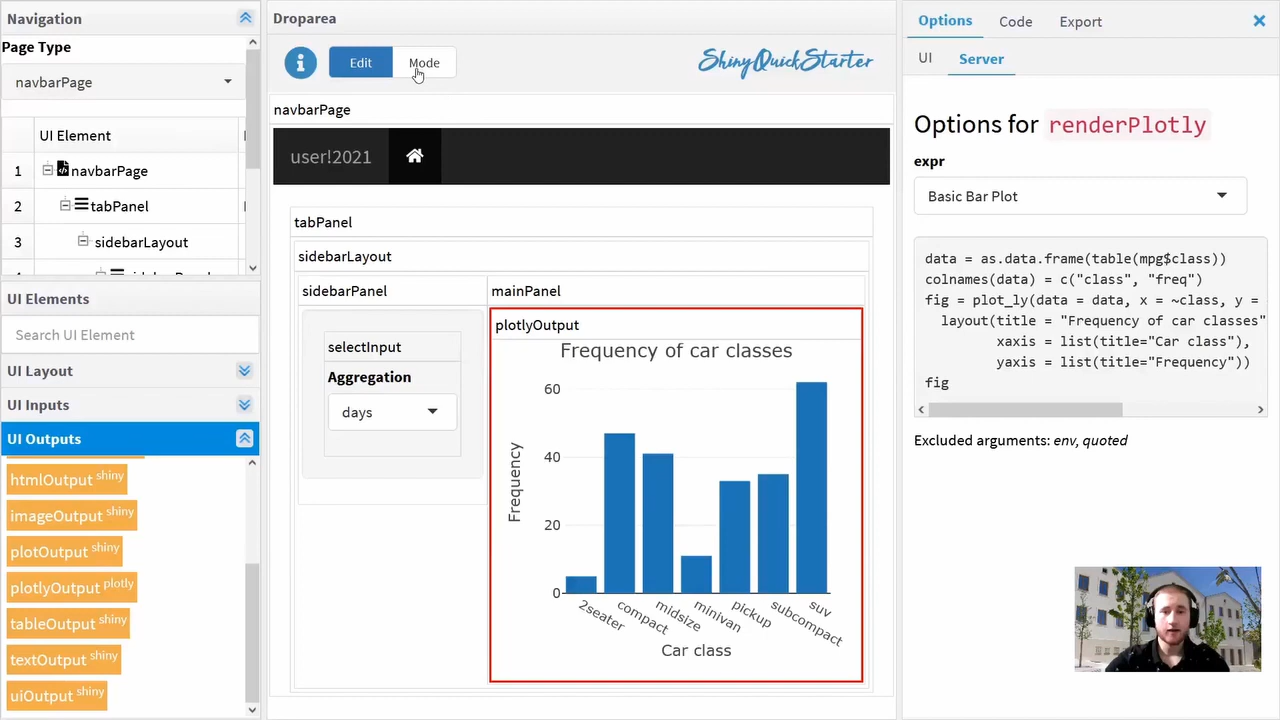 Navigation
Page Type
navbarPage
UI Element
1 navbarPage
2 tabPanel
3 sidebarLayout
UI Elements
Search UI Element
UI Layout
UI Inputs
UI Outputs
htmlOutput shiny
imageOutput shiny
plotOutput shiny
plotlyOutput plotly
tableOutput shiny
textOutput shiny
uiOutput shiny
Droparea
Edit Mode
ShinyQuickStarter
navbarPage
user!2021
tabPanel
sidebarLayout
sidebarPanel
mainPanel
selectInput
Aggregation
days
plotlyOutput
Frequency of car classes
60
40
20
0
Frequency
2seater
compact
midsize
minivan
pickup
subcompact
suv
Car class
Options Code Export
UI Server
Options for renderPlotly
expr
Basic Bar Plot
data = as.data.frame(table(mpg$class))
colnames(data) = c("class", "freq")
fig = plot_ly(data = data, x = ~class, y =
layout(title = "Frequency of car classes"
xaxis = list(title="Car class"),
yaxis = list(title="Frequency"))
fig
Excluded arguments: env, quoted